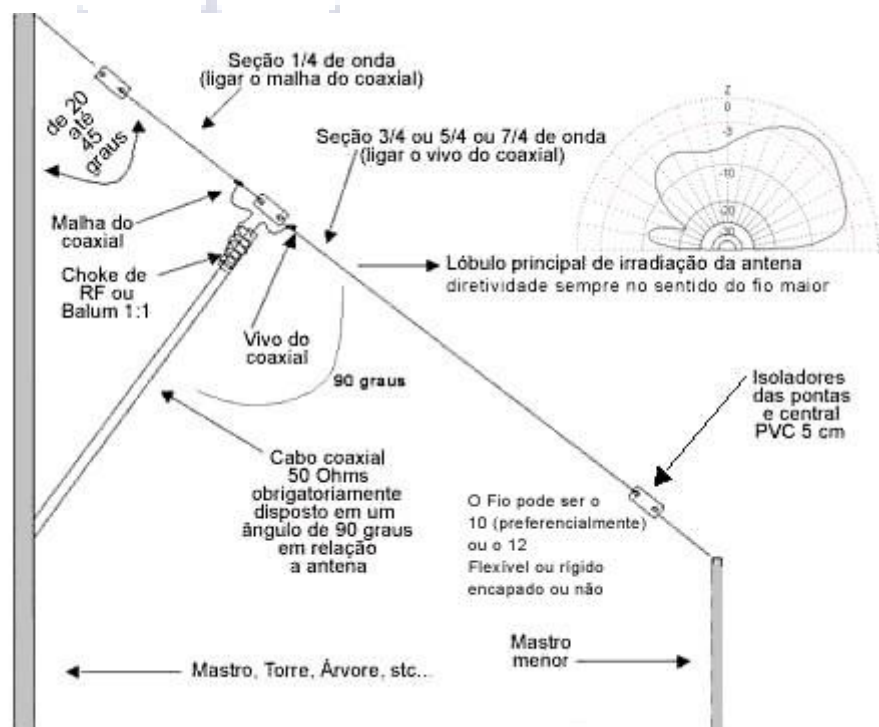 Seção 1/4 de onda
(ligar o malha do coaxial)
de 20
até
45
graus
Seção 3/4 ou 5/4 ou 7/4 de onda
(ligar o vivo do coaxial)
Z
0
-3
-10
-20
-30
Malha do
coaxial
Choke de
RF ou
Balum 1:1
Lóbulo principal de irradiação da antena
diretividade sempre no sentido do fio maior
Vivo do
coaxial
90 graus
Isoladores
das pontas
e central
PVC 5 cm
Cabo coaxial
50 Ohms
obrigatoriamente
disposto em um
ângulo de 90 graus
em relação
a antena
O Fio pode ser o
10 (preferencialmente)
ou o 12
Flexível ou rígido
encapado ou não
Mastro, Torre, Árvore, stc...
Mastro
menor